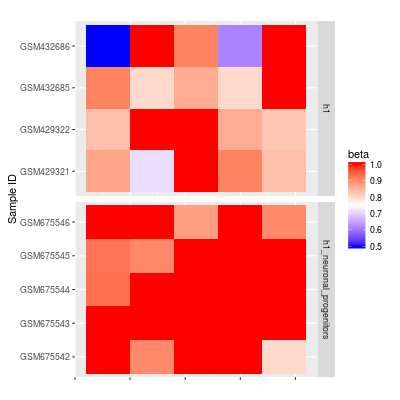 GSM432686
GSM432685
GSM429322
GSM429321
h1
GSM675546
GSM675545
GSM675544
GSM675543
GSM675542
h1_neuronal_progenitors
Sample ID
beta
1.0
0.9
0.8
0.7
0.6
0.5